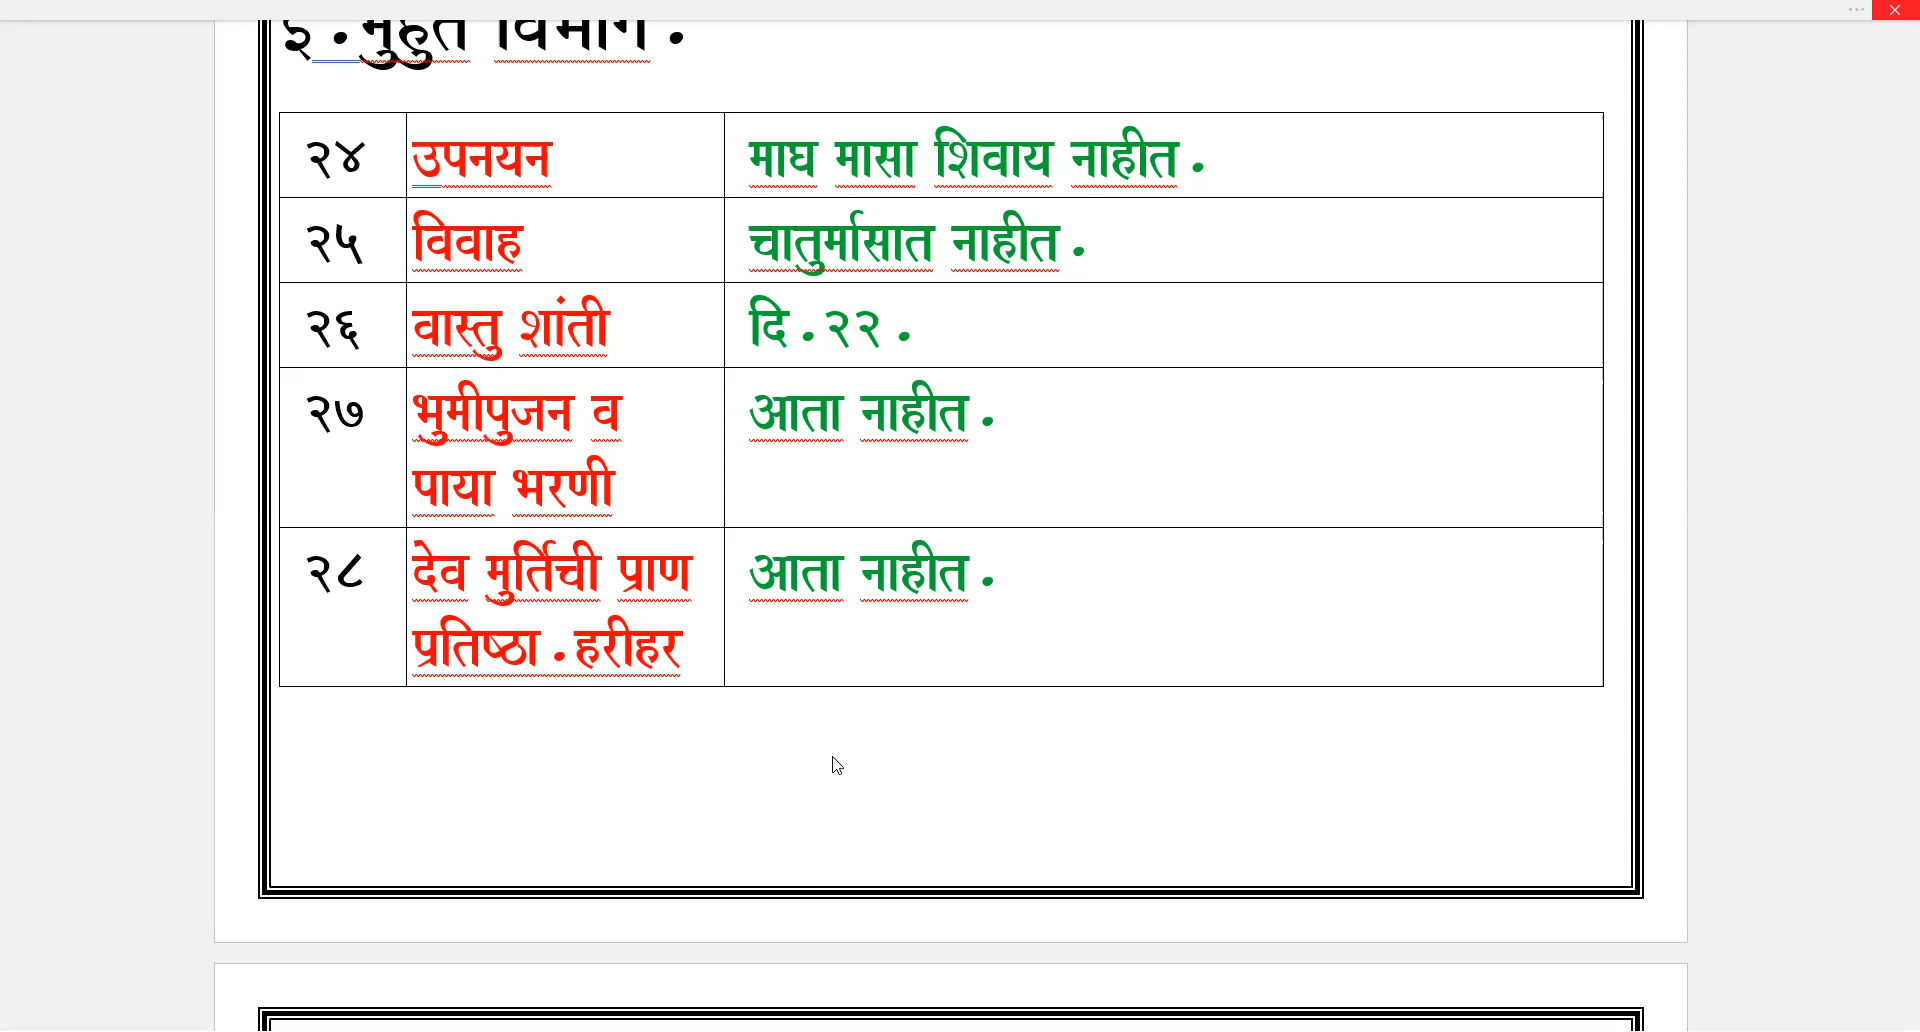 इ.मुहुर्त विभाग.
२४ उपनयन माघ मासा शिवाय नाहीत.
२५ विवाह चातुर्मासात नाहीत.
२६ वास्तु शांती दि.२२.
२७ भुमीपुजन व आता नाहीत.
पाया भरणी
२८ देव मुर्तिची प्राण आता नाहीत.
प्रतिष्ठा.हरीहर